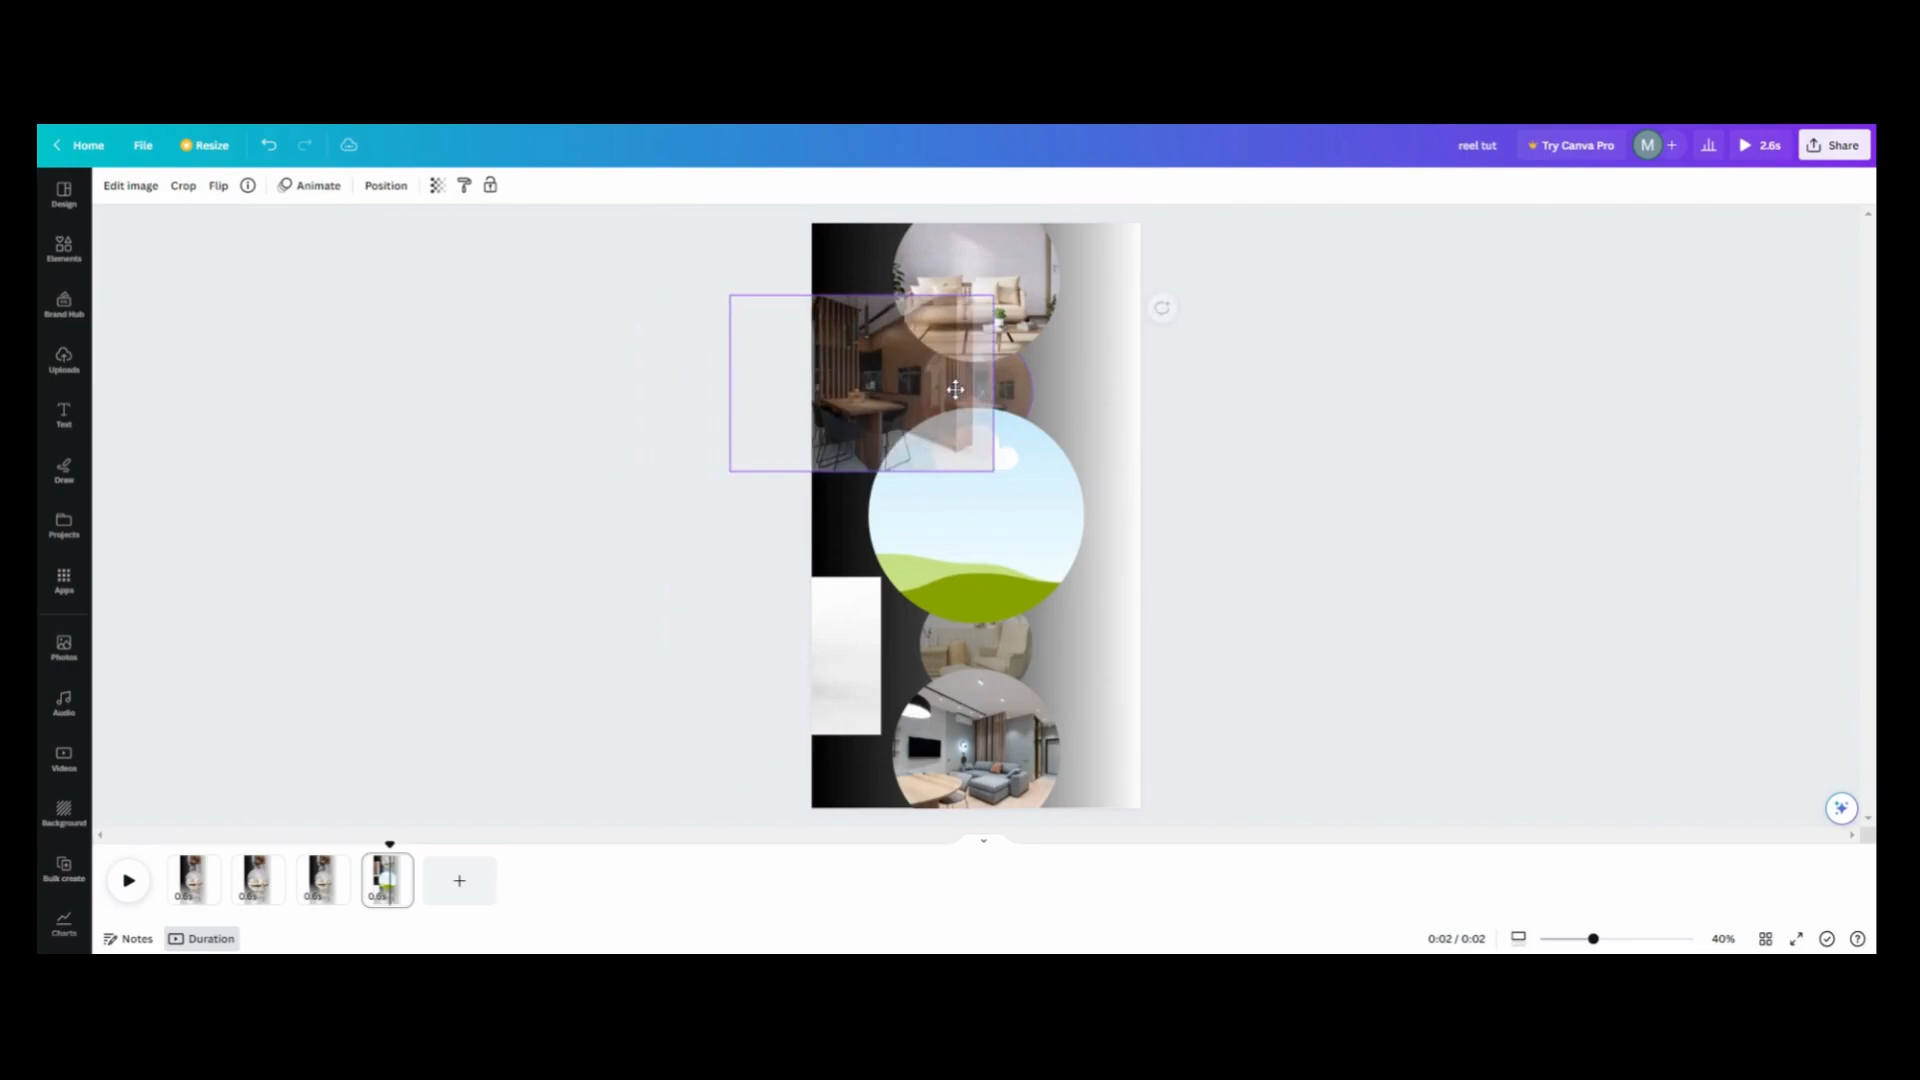 Home File Resize reel tut Try Canva Pro M + 2.6s Share
Edit image Crop Flip Animate Position
Design
Elements
Brand Hub
Uploads
Text
Draw
Projects
Apps
Photos
Audio
Videos
Background
Bulk create
Charts
0.6s 0.6s 0.6s 0.6s +
Notes Duration 0:02 / 0:02 40%